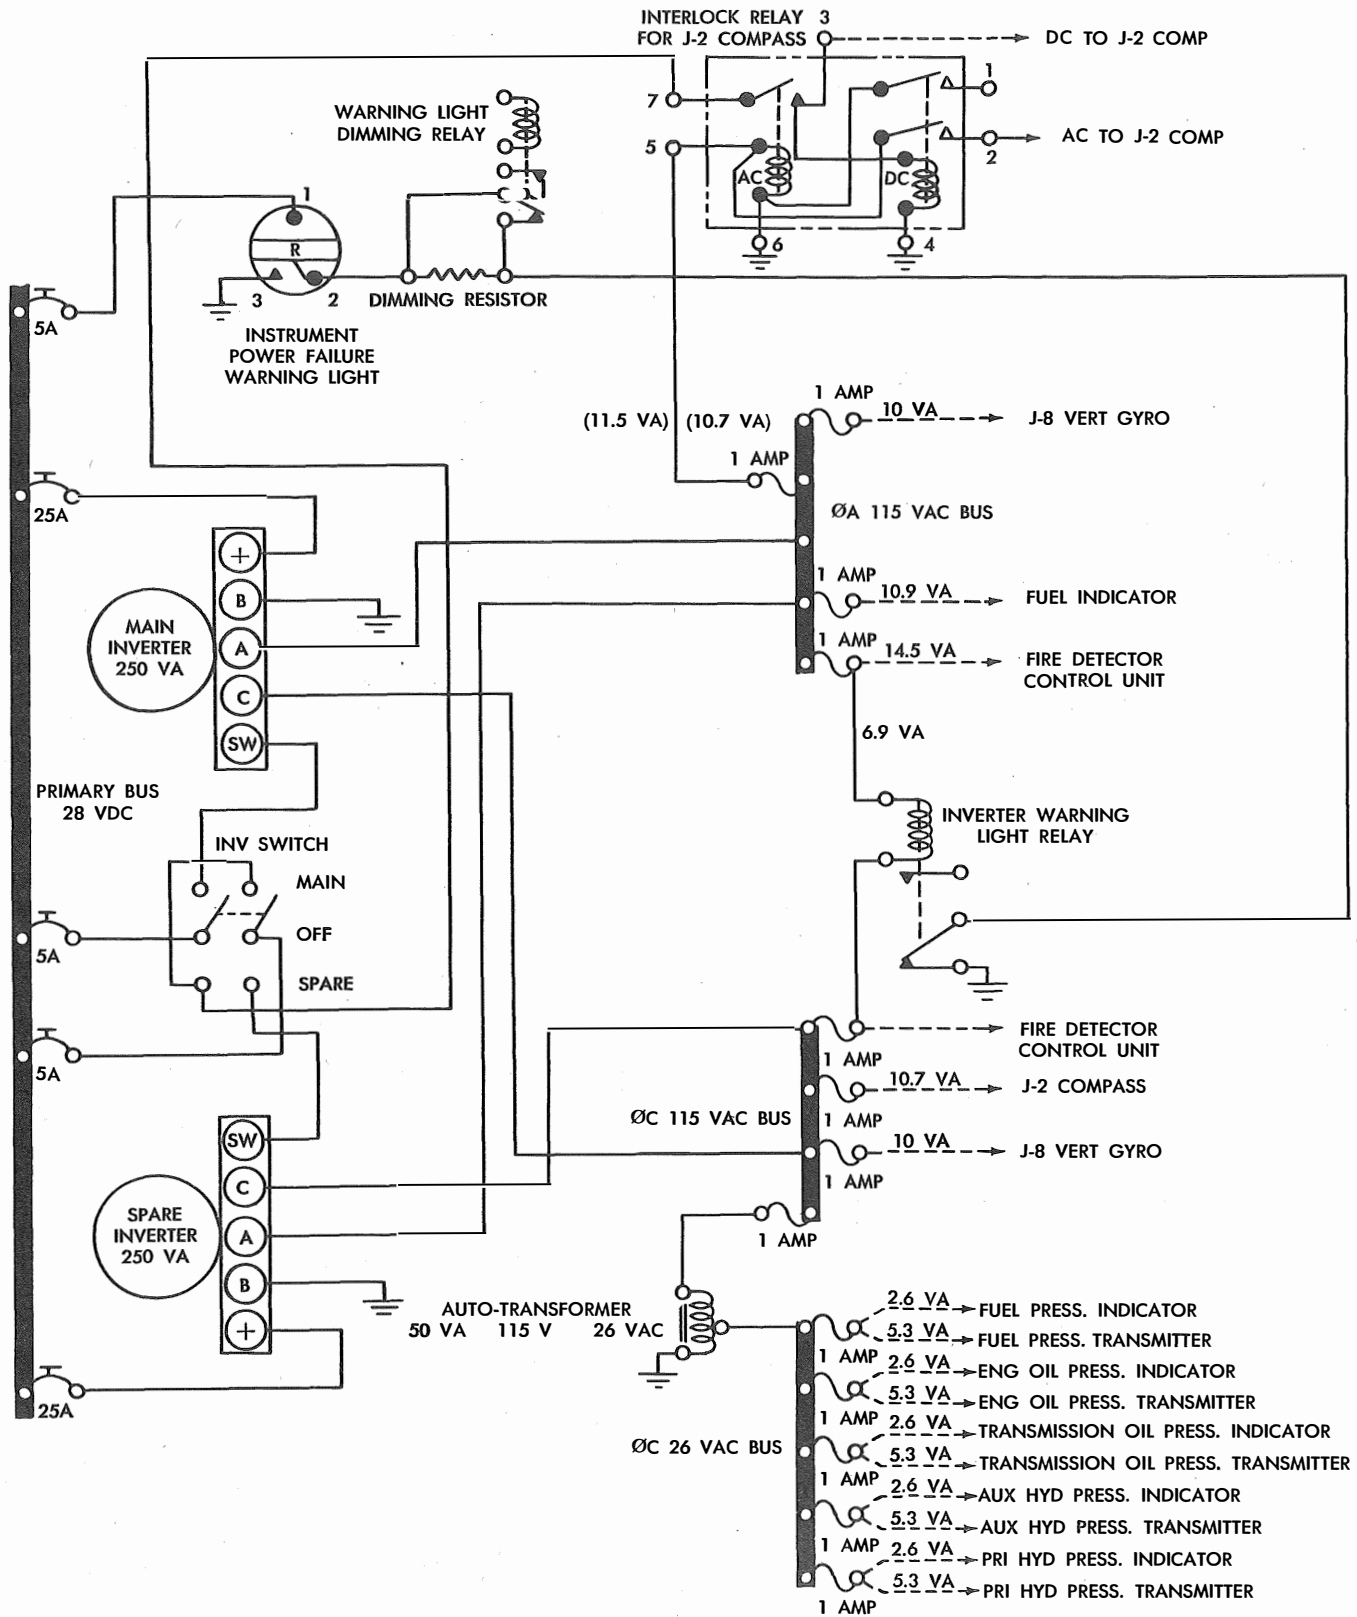 INTERLOCK RELAY 3
FOR J-2 COMPASS
DC TO J-2 COMP
1
7
WARNING LIGHT
DIMMING RELAY
AC TO J-2 COMP
5
2
AC
DC
1
R
6
4
3
2
DIMMING RESISTOR
5A
INSTRUMENT
POWER FAILURE
WARNING LIGHT
1 AMP
10 VA
J-8 VERT GYRO
(11.5 VA)
(10.7 VA)
1 AMP
25A
ØA 115 VAC BUS
+
1 AMP
10.9 VA
FUEL INDICATOR
B
MAIN
INVERTER
250 VA
A
1 AMP
14.5 VA
FIRE DETECTOR
CONTROL UNIT
C
6.9 VA
SW
PRIMARY BUS
28 VDC
INVERTER WARNING
LIGHT RELAY
INV SWITCH
MAIN
OFF
5A
SPARE
FIRE DETECTOR
CONTROL UNIT
1 AMP
5A
10.7 VA
J-2 COMPASS
ØC 115 VAC BUS
1 AMP
SW
10 VA
J-8 VERT GYRO
C
1 AMP
SPARE
INVERTER
250 VA
A
1 AMP
B
AUTO-TRANSFORMER
50 VA 115 V 26 VAC
2.6 VA
FUEL PRESS. INDICATOR
+
5.3 VA
FUEL PRESS. TRANSMITTER
1 AMP
2.6 VA
ENG OIL PRESS. INDICATOR
25A
5.3 VA
ENG OIL PRESS. TRANSMITTER
1 AMP
2.6 VA
TRANSMISSION OIL PRESS. INDICATOR
ØC 26 VAC BUS
5.3 VA
TRANSMISSION OIL PRESS. TRANSMITTER
1 AMP
2.6 VA
AUX HYD PRESS. INDICATOR
5.3 VA
AUX HYD PRESS. TRANSMITTER
1 AMP
2.6 VA
PRI HYD PRESS. INDICATOR
5.3 VA
PRI HYD PRESS. TRANSMITTER
1 AMP